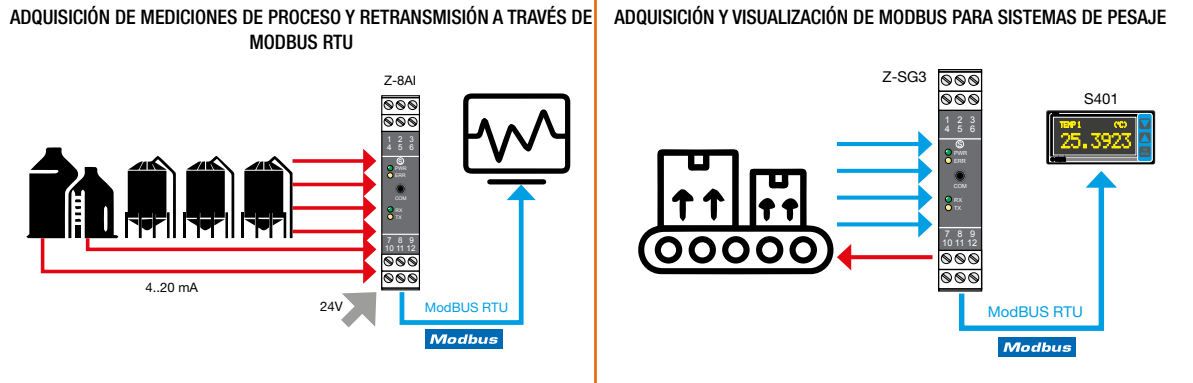 ADQUISICIÓN DE MEDICIONES DE PROCESO Y RETRANSMISIÓN A TRAVÉS DE
MODBUS RTU
Z-8AI
1 2 3
4 5 6
PWR
ERR
COM
RX
TX
7 8 9
10 11 12
4..20 mA
24V
ModBUS RTU
Modbus
ADQUISICIÓN Y VISUALIZACIÓN DE MODBUS PARA SISTEMAS DE PESAJE
Z-SG3
1 2 3
4 5 6
PWR
ERR
COM
RX
TX
7 8 9
10 11 12
S401
TEMP 1 (°C)
25.3923
ModBUS RTU
Modbus